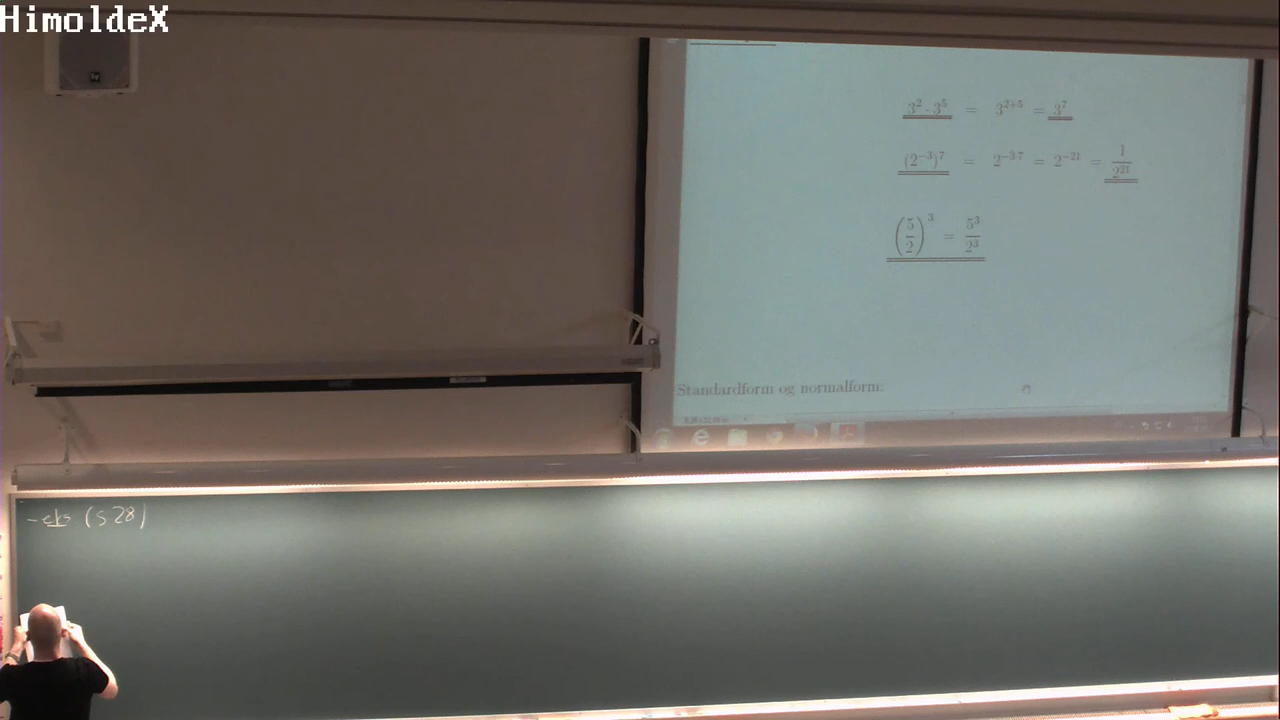 HimoldeX
3² · 3⁵ = 3²⁺⁵ = 3⁷
(2⁻³)⁷ = 2⁻³·⁷ = 2⁻²¹ = 1/2²¹
(5/2)³ = 5³/2³
Standardform og normalform:
- eks (s 28)